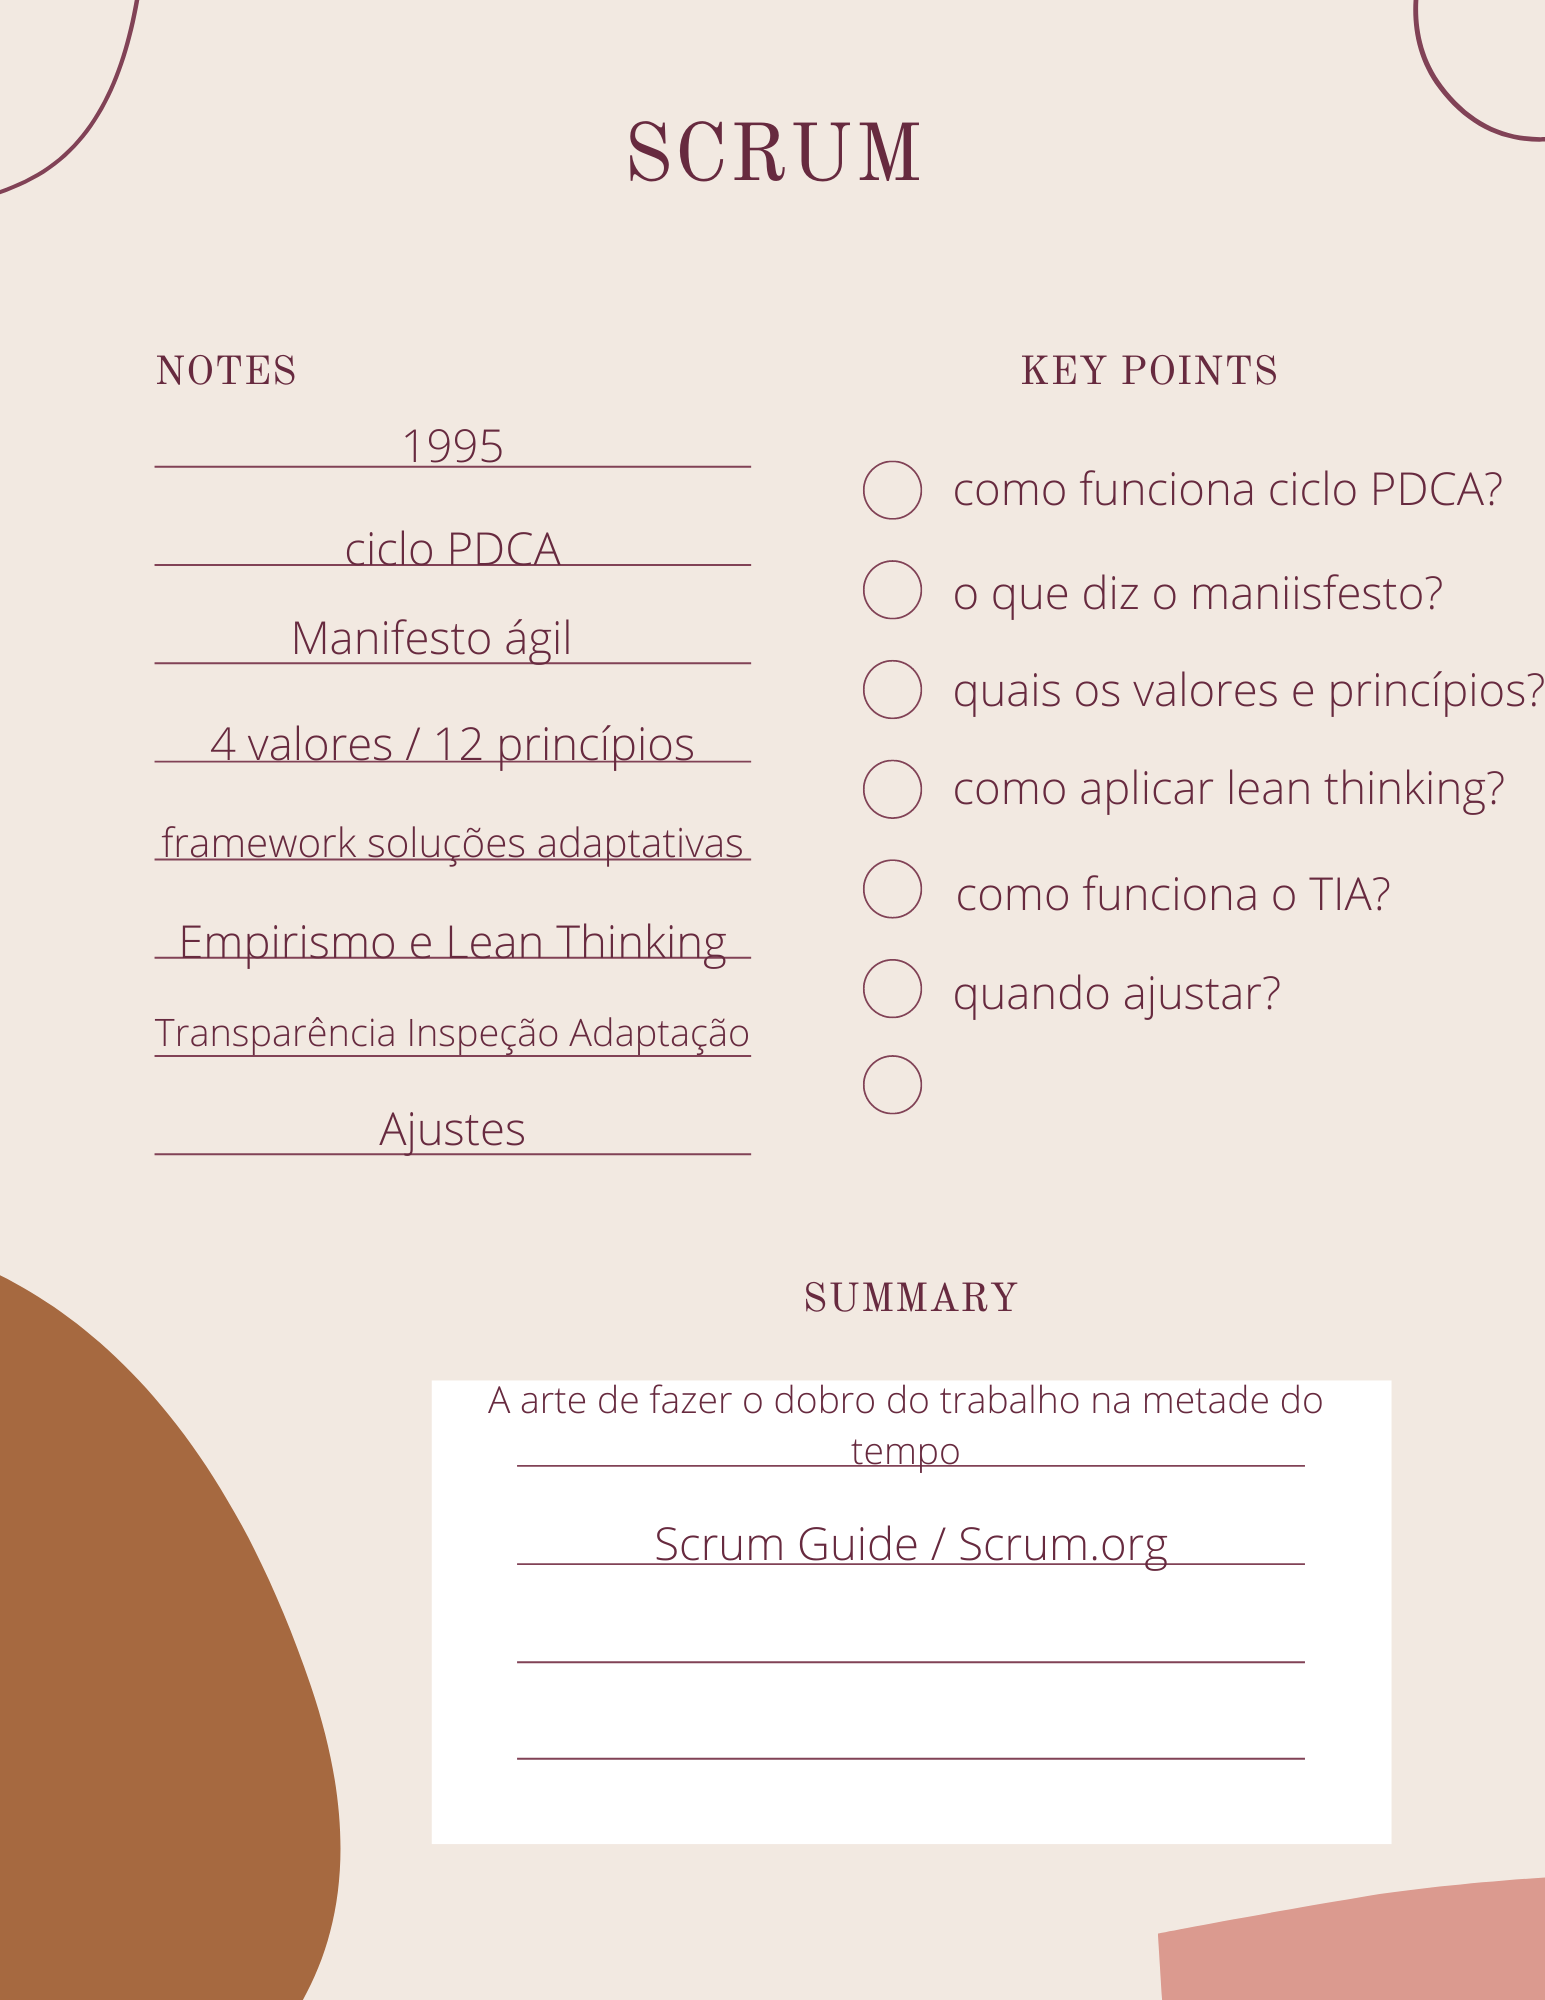 SCRUM
NOTES
1995
ciclo PDCA
Manifesto ágil
4 valores / 12 princípios
framework soluções adaptativas
Empirismo e Lean Thinking
Transparência Inspeção Adaptação
Ajustes
KEY POINTS
como funciona ciclo PDCA?
o que diz o maniisfesto?
quais os valores e princípios?
como aplicar lean thinking?
como funciona o TIA?
quando ajustar?
SUMMARY
A arte de fazer o dobro do trabalho na metade do
tempo
Scrum Guide / Scrum.org